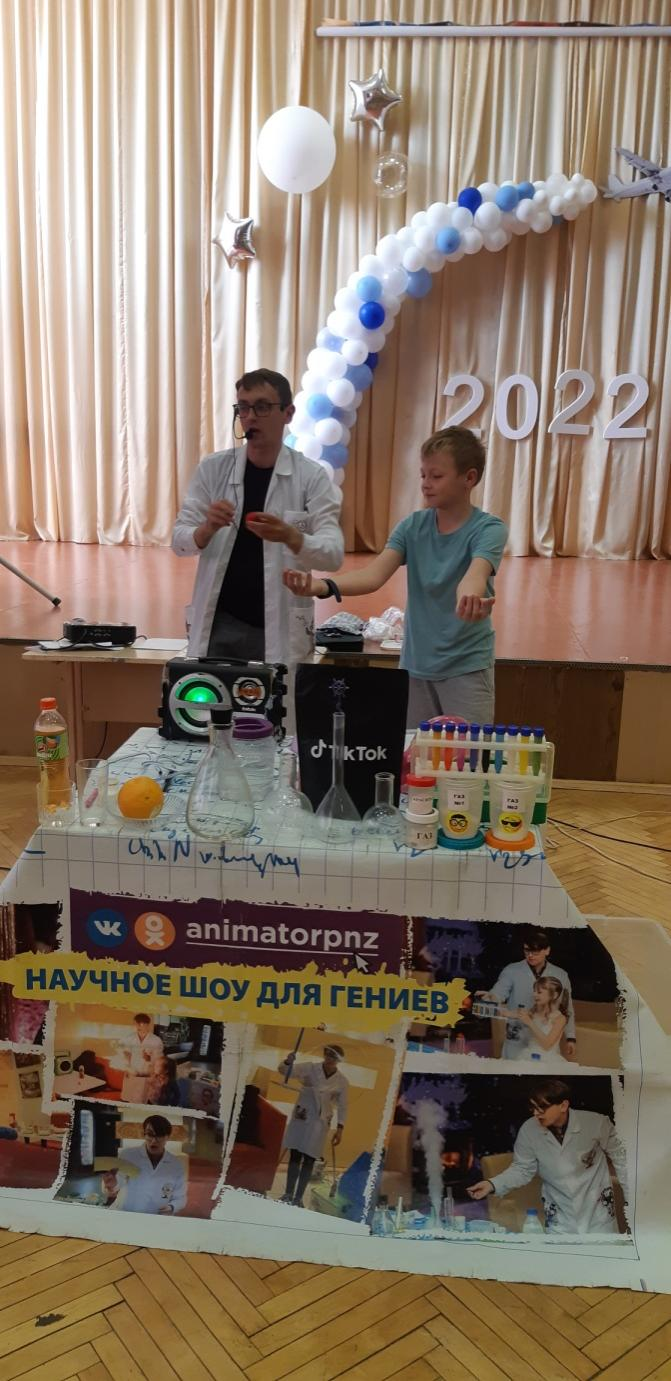 2022
TikTok
ГАЗ
№1
ГАЗ
№2
ГАЗ
animatorpnz
НАУЧНОЕ ШОУ ДЛЯ ГЕНИЕВ